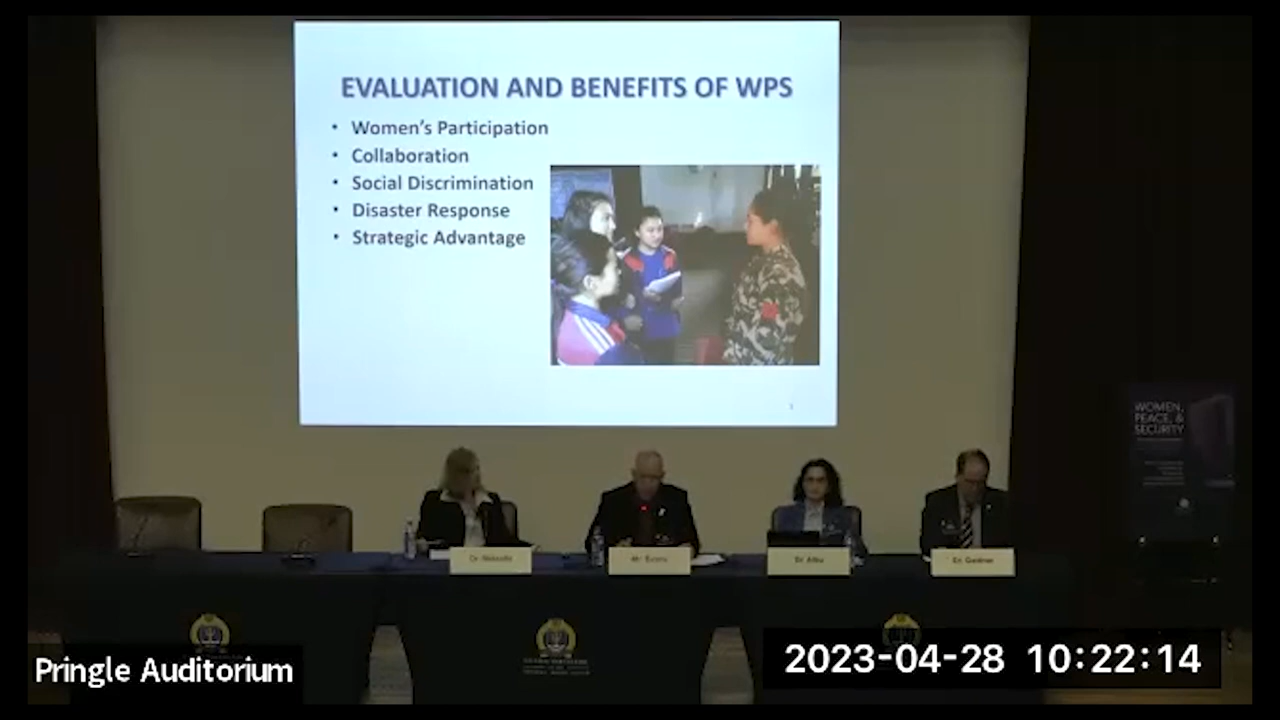 EVALUATION AND BENEFITS OF WPS
• Women's Participation
• Collaboration
• Social Discrimination
• Disaster Response
• Strategic Advantage
WOMEN,
PEACE, &
SECURITY
Mr. Evans
Dr. Gardner
Pringle Auditorium
2023-04-28 10:22:14